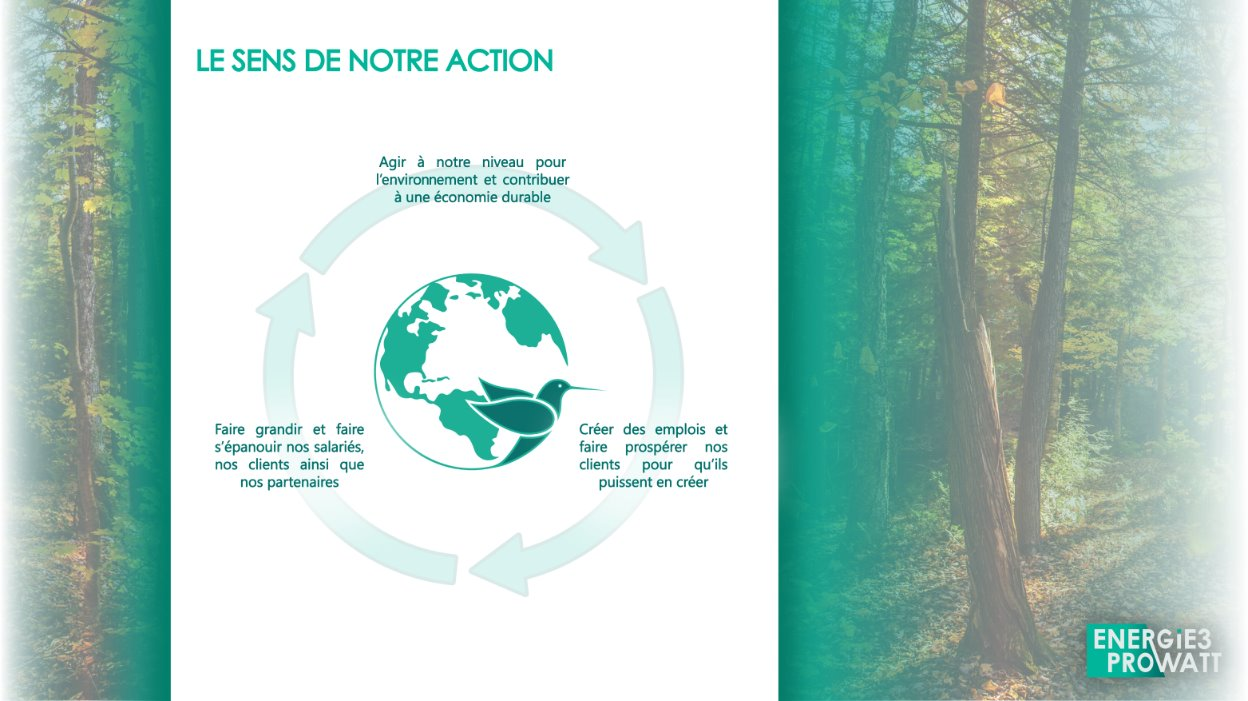 LE SENS DE NOTRE ACTION
Agir à notre niveau pour
l'environnement et contribuer
à une économie durable
Faire grandir et faire
s'épanouir nos salariés,
nos clients ainsi que
nos partenaires
Créer des emplois et
faire prospérer nos
clients pour qu'ils
puissent en créer
ENERGiE3
PROWATT